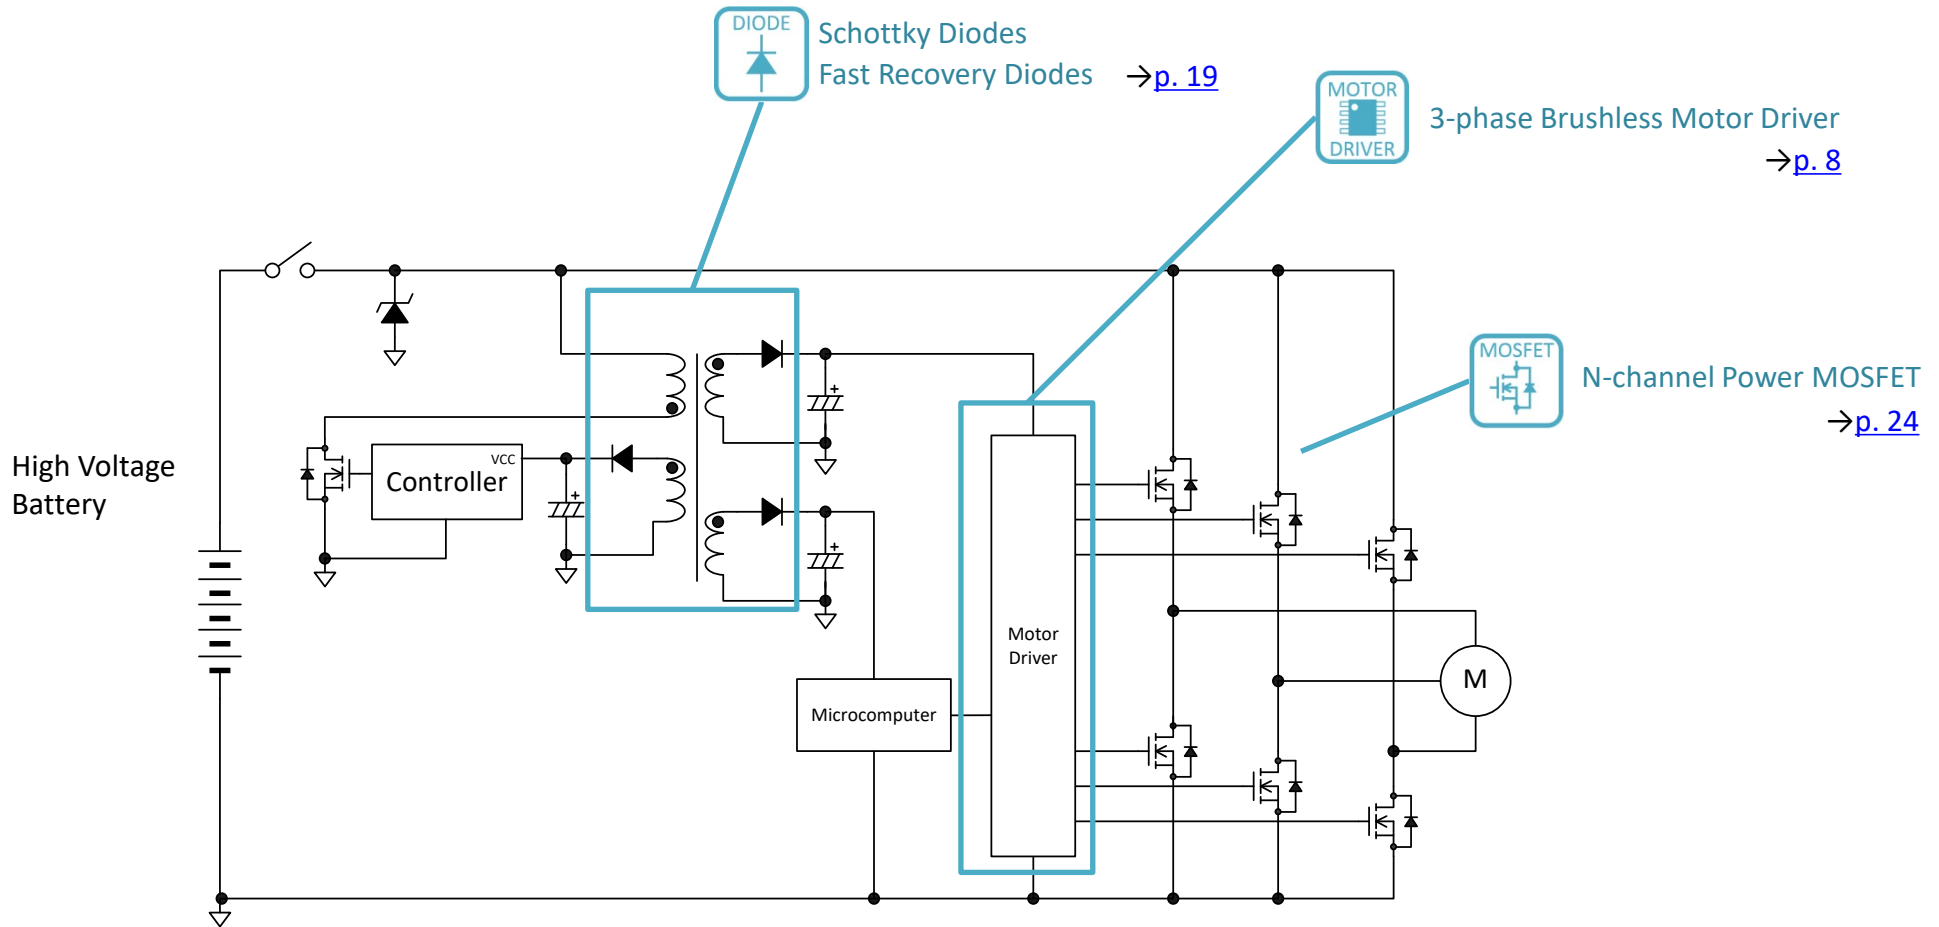 DIODE
Schottky Diodes
Fast Recovery Diodes →p. 19
MOTOR
DRIVER
3-phase Brushless Motor Driver
→p. 8
MOSFET
N-channel Power MOSFET
→p. 24
High Voltage
Battery
VCC
Controller
+
+
+
Motor
Driver
Microcomputer
M